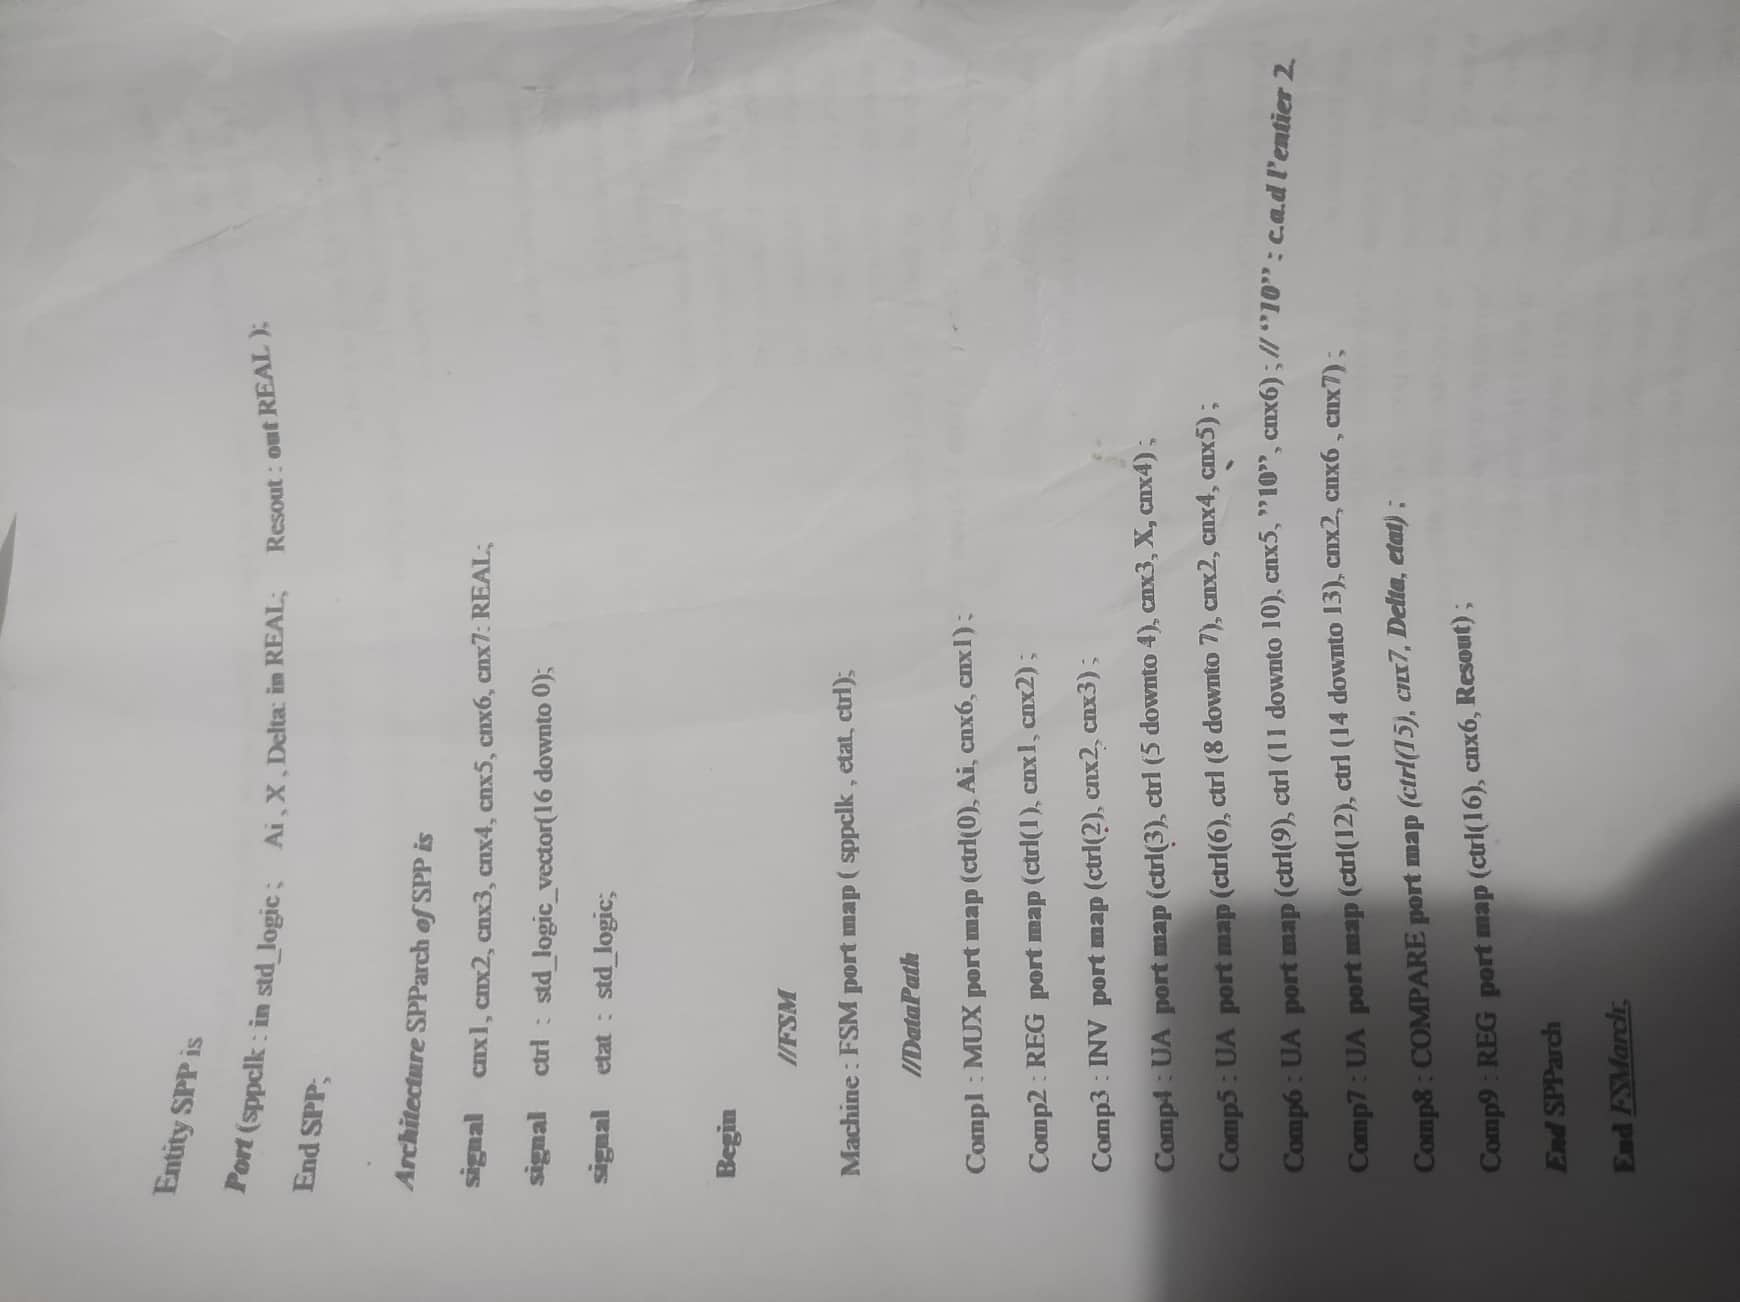 Entity SPP is
Port (sppclk : in std_logic ; Ai , X , Delta: in REAL; Resout : out REAL );
End SPP;
Architecture SPParch of SPP is
signal cnx1, cnx2, cnx3, cnx4, cnx5, cnx6, cnx7: REAL;
signal ctrl : std_logic_vector(16 downto 0);
signal etat : std_logic;
Begin
//FSM
Machine : FSM port map ( sppclk , etat, ctrl);
//DataPath
Comp1 : MUX port map (ctrl(0), Ai, cnx6, cnx1) ;
Comp2 : REG port map (ctrl(1), cnx1, cnx2) ;
Comp3 : INV port map (ctrl(2), cnx2, cnx3) ;
Comp4 : UA port map (ctrl(3), ctrl (5 downto 4), cnx3, X, cnx4) ;
Comp5 : UA port map (ctrl(6), ctrl (8 downto 7), cnx2, cnx4, cnx5) ;
Comp6 : UA port map (ctrl(9), ctrl (11 downto 10), cnx5, ”10”, cnx6) ; // “10” : c.a.d l’entier 2
Comp7 : UA port map (ctrl(12), ctrl (14 downto 13), cnx2, cnx6 , cnx7) ;
Comp8 : COMPARE port map (ctrl(15), cnx7, Delta, etat) ;
Comp9 : REG port map (ctrl(16), cnx6, Resout) ;
End SPParch
End FSMarch;